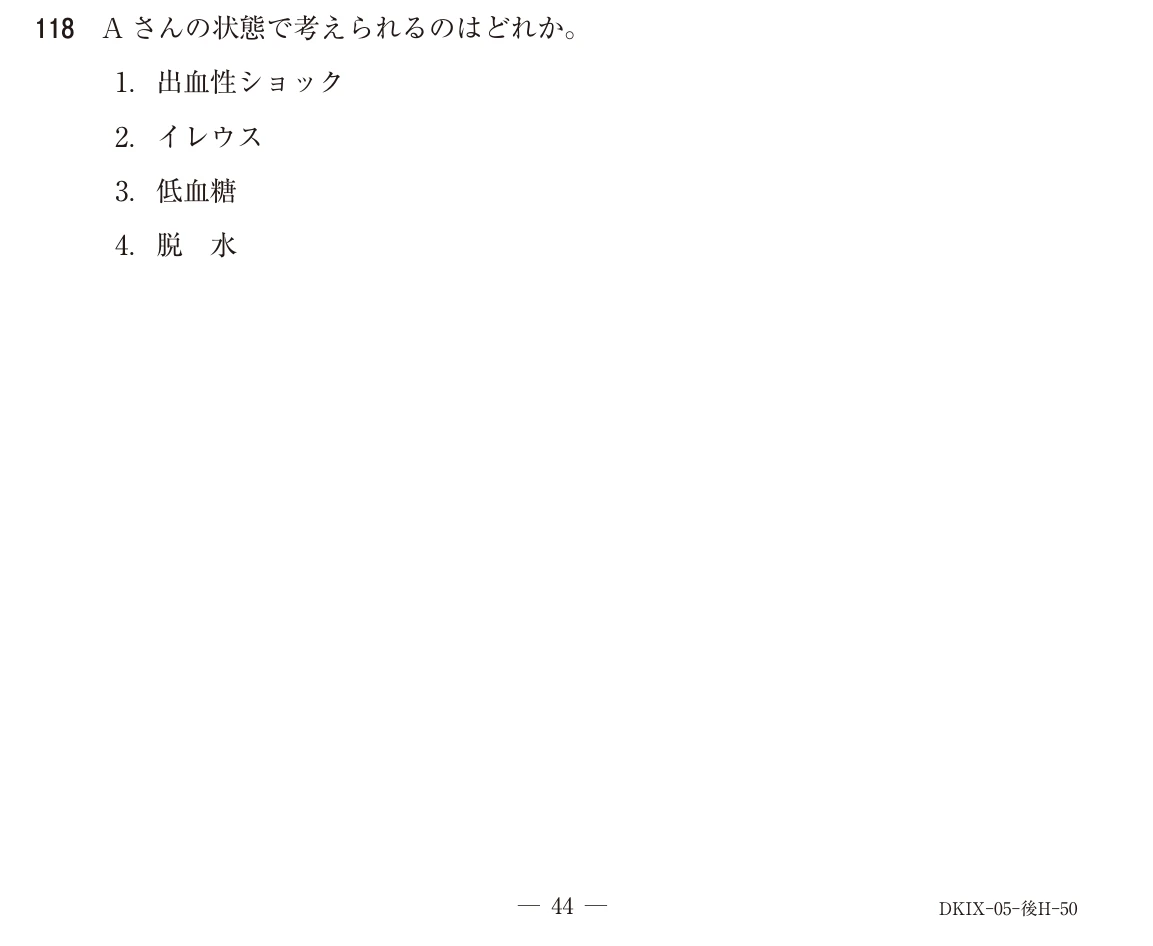 118 A さんの状態で考えられるのはどれか。
1. 出血性ショック
2. イレウス
3. 低血糖
4. 脱　水
— 44 —
DKIX-05-後H-50